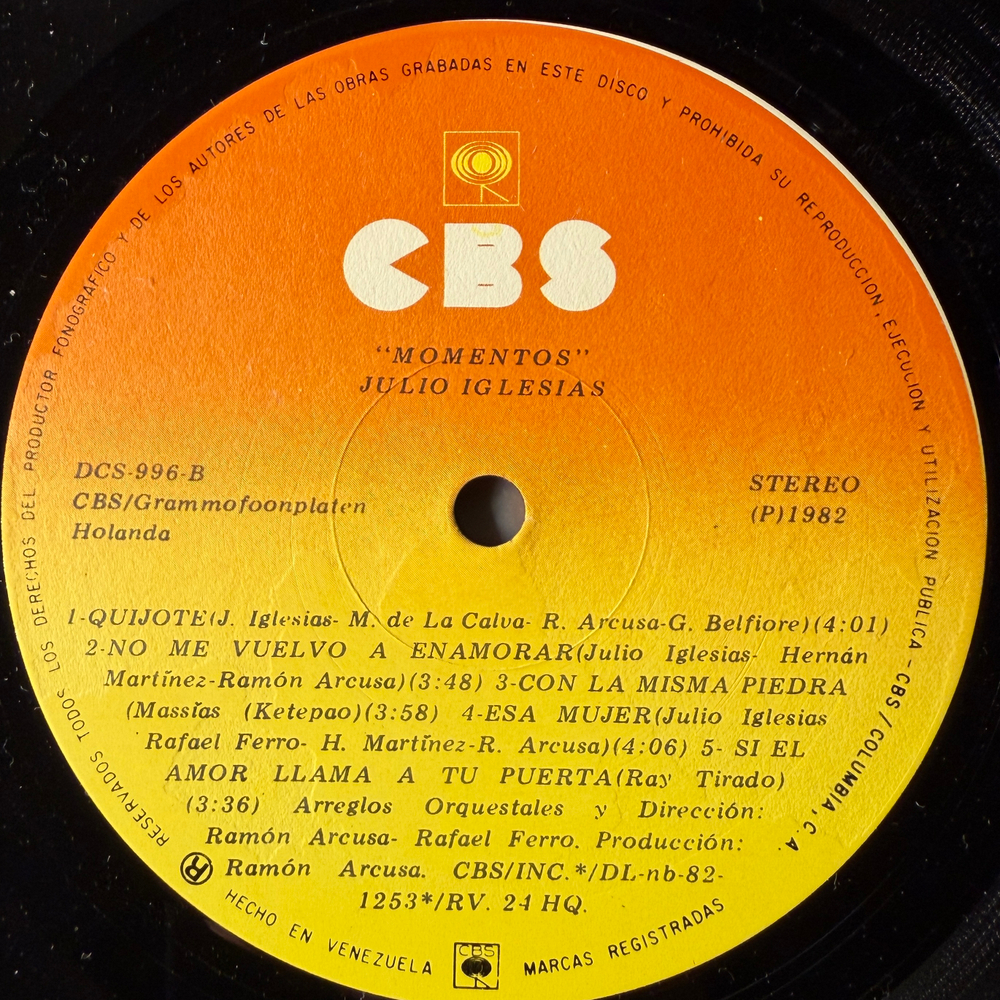 RESERVADOS TODOS LOS DERECHOS DEL PRODUCTOR FONOGRAFICO Y DE LOS AUTORES DE LAS OBRAS GRABADAS EN ESTE DISCO Y PROHIBIDA SU REPRODUCCION, EJECUCION Y UTILIZACION PUBLICA - CBS/COLUMBIA, C.A.
CBS
"MOMENTOS"
JULIO IGLESIAS
DCS-996-B
CBS/Grammofoonplaten
Holanda
STEREO
(P)1982
1-QUIJOTE(J. Iglesias- M. de La Calva- R. Arcusa-G. Belfiore)(4:01)
2-NO ME VUELVO A ENAMORAR(Julio Iglesias- Hernán
Martínez-Ramón Arcusa)(3:48) 3-CON LA MISMA PIEDRA
(Massías (Ketepao)(3:58) 4-ESA MUJER(Julio Iglesias
Rafael Ferro- H. Martínez-R. Arcusa)(4:06) 5- SI EL
AMOR LLAMA A TU PUERTA(Ray Tirado)
(3:36) Arreglos Orquestales y Dirección:
Ramón Arcusa- Rafael Ferro. Producción:
Ramón Arcusa. CBS/INC.*/DL-nb-82-
1253*/RV. 24 HQ.
R
HECHO EN VENEZUELA
CBS
MARCAS REGISTRADAS